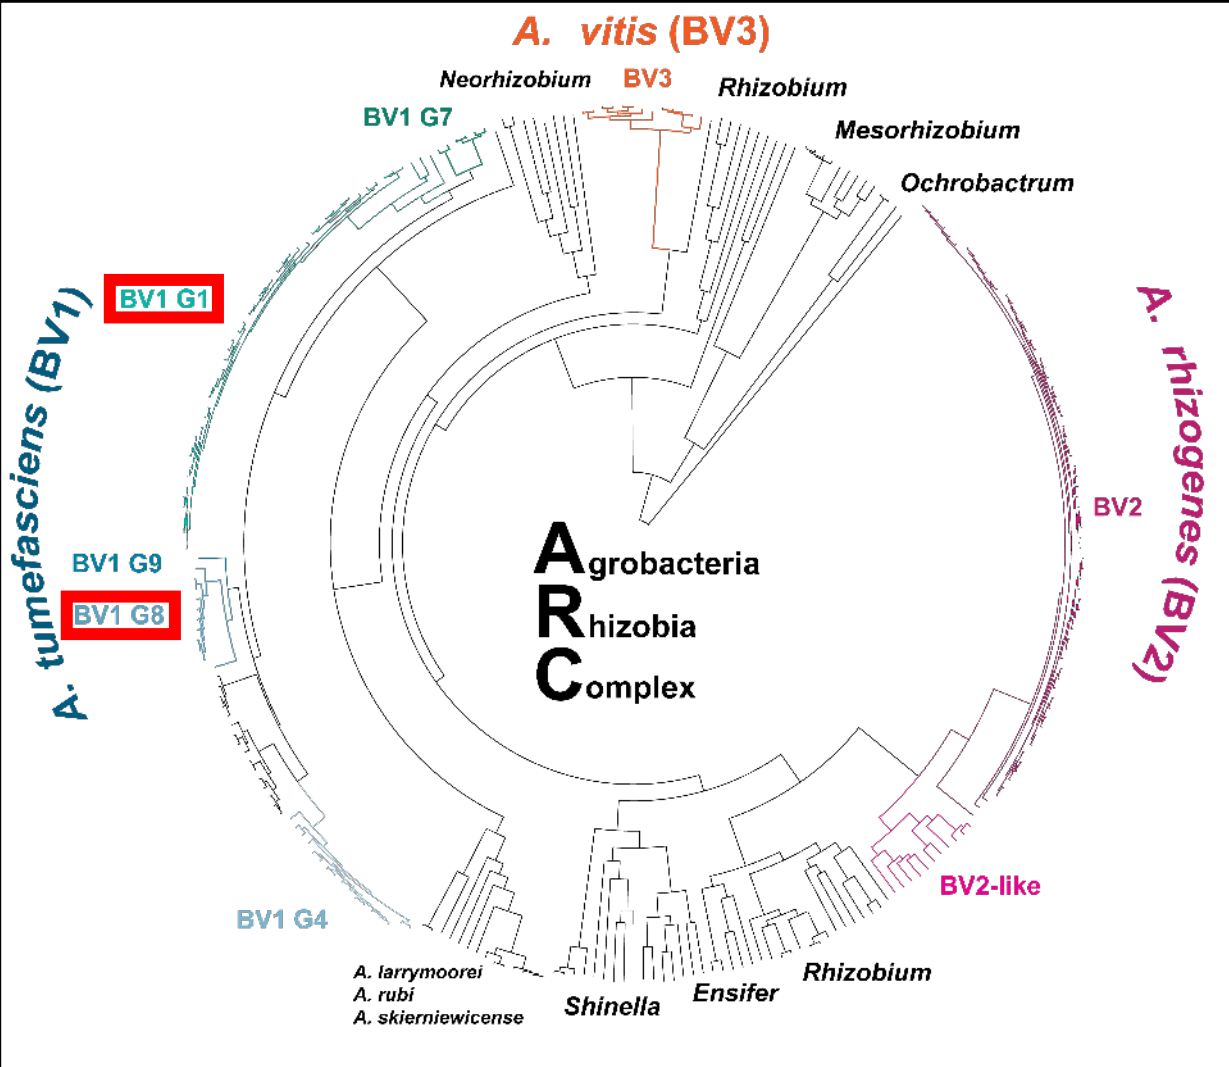 A. vitis (BV3)
Neorhizobium
BV3
Rhizobium
BV1 G7
Mesorhizobium
Ochrobactrum
BV1 G1
A. tumefasciens (BV1)
A. rhizogenes (BV2)
BV2
BV1 G9
BV1 G8
Agrobacteria
Rhizobia
Complex
BV2-like
BV1 G4
A. larrymoorei
A. rubi
A. skierniewicense
Shinella
Ensifer
Rhizobium